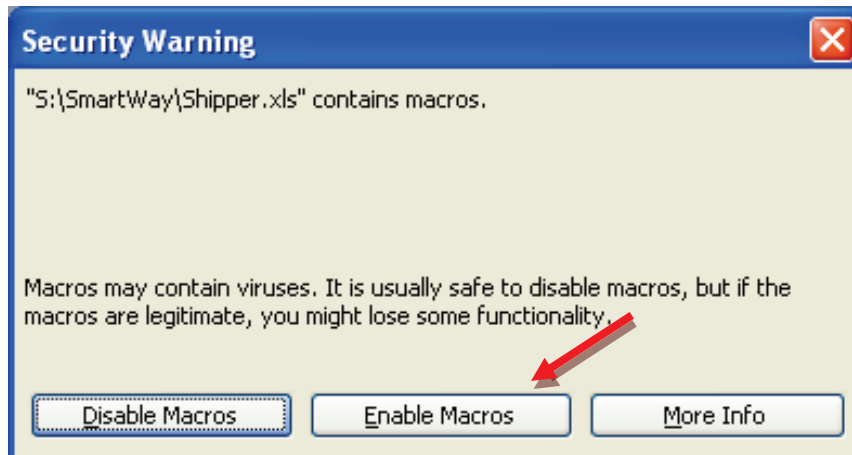 Security Warning
"S:\SmartWay\Shipper.xls" contains macros.
Macros may contain viruses. It is usually safe to disable macros, but if the
macros are legitimate, you might lose some functionality.
Disable Macros Enable Macros More Info